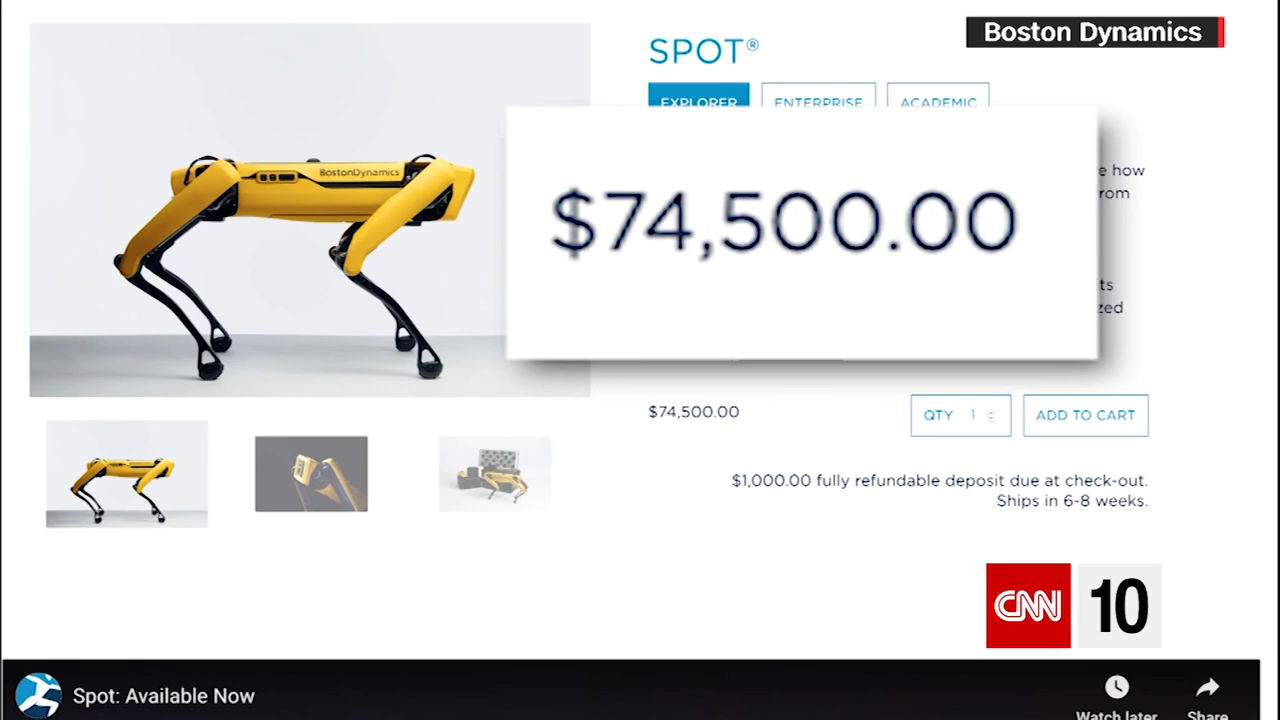 Boston Dynamics
SPOT®
EXPLORER
ENTERPRISE
ACADEMIC
BostonDynamics
e how
rom
$74,500.00
ts
zed
$74,500.00
QTY 1
ADD TO CART
$1,000.00 fully refundable deposit due at check-out.
Ships in 6-8 weeks.
CNN 10
Spot: Available Now
Watch later
Share